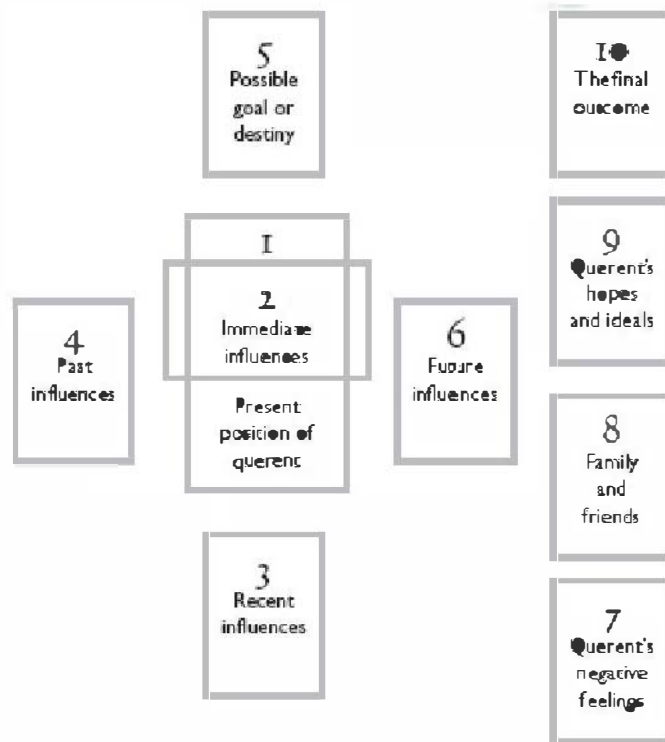 5
Possible
goal or
destiny
10
The final
outcome
1
2
Immediate
influences
Present
position of
querent
4
Past
influences
6
Future
influences
3
Recent
influences
9
Querent's
hopes
and ideals
8
Family
and
friends
7
Querent's
negative
feelings